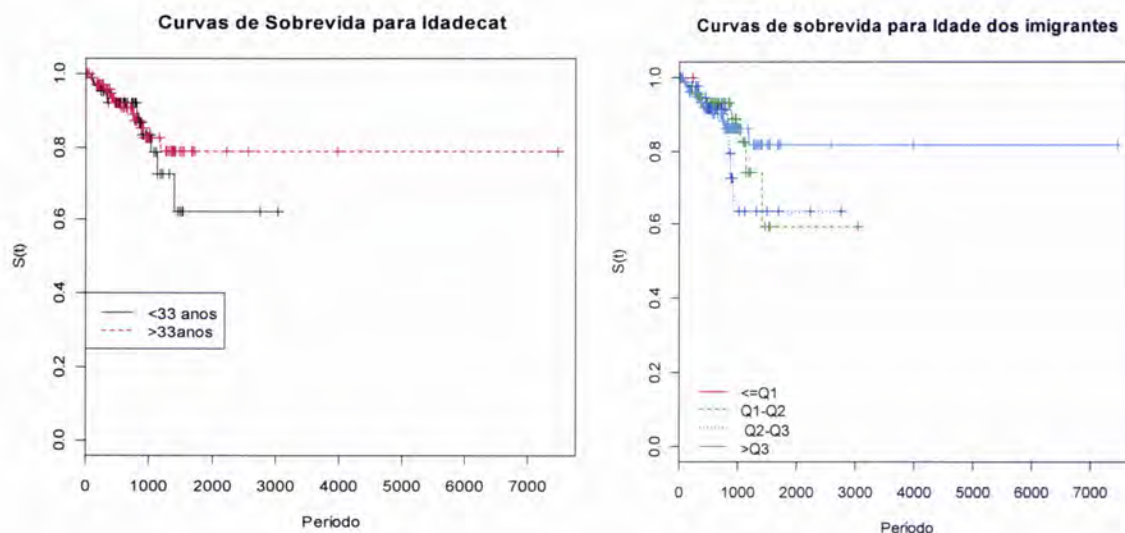 Curvas de Sobrevida para Idadecat
S(t)
1.0
0.8
0.6
0.4
0.2
0.0
<33 anos
>33anos
0 1000 2000 3000 4000 5000 6000 7000
Período
Curvas de sobrevida para Idade dos imigrantes
S(t)
1.0
0.8
0.6
0.4
0.2
0.0
<=Q1
Q1-Q2
Q2-Q3
>Q3
0 1000 2000 3000 4000 5000 6000 7000
Período